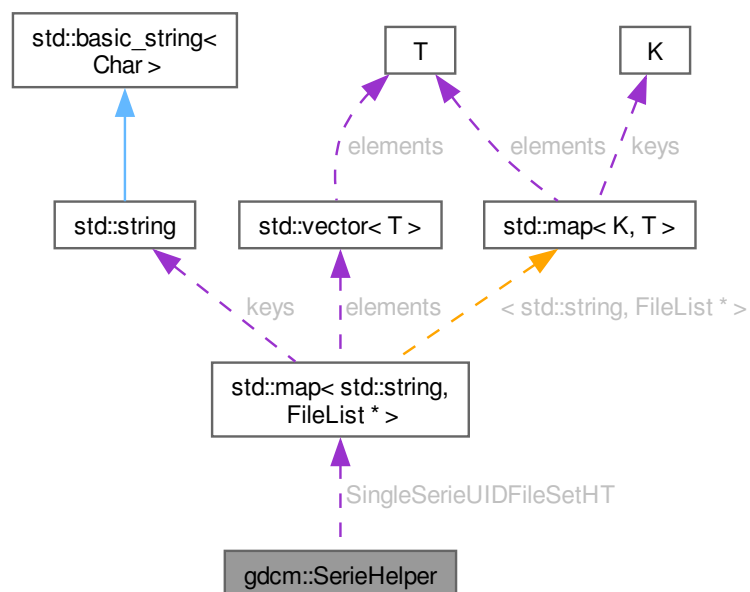 std::basic_string<
Char >
T
K
elements
elements
keys
std::string
std::vector< T >
std::map< K, T >
keys
elements
< std::string, FileList * >
std::map< std::string,
FileList * >
SingleSerieUIDFileSetHT
gdcm::SerieHelper